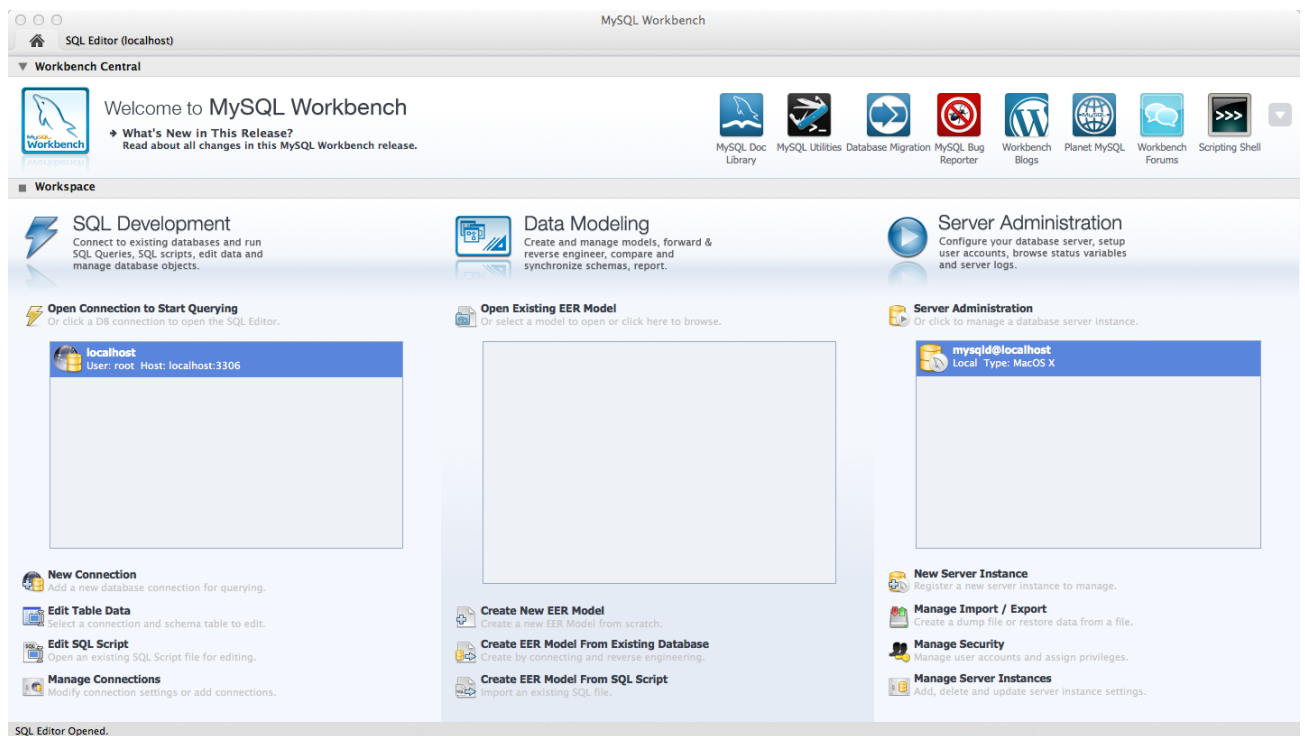 MySQL Workbench
SQL Editor (localhost)
Workbench Central
MySQL
Workbench
Welcome to MySQL Workbench
What's New in This Release?
Read about all changes in this MySQL Workbench release.
MySQL Doc Library
MySQL Utilities
Database Migration
MySQL Bug Reporter
Workbench Blogs
MySQL
Planet MySQL
Workbench Forums
>>>
Scripting Shell
Workspace
SQL Development
Connect to existing databases and run
SQL Queries, SQL scripts, edit data and
manage database objects.
Open Connection to Start Querying
Or click a DB connection to open the SQL Editor.
localhost
User: root Host: localhost:3306
New Connection
Add a new database connection for querying.
Edit Table Data
Select a connection and schema table to edit.
Edit SQL Script
Open an existing SQL Script file for editing.
Manage Connections
Modify connection settings or add connections.
Data Modeling
Create and manage models, forward &
reverse engineer, compare and
synchronize schemas, report.
Open Existing EER Model
Or select a model to open or click here to browse.
Create New EER Model
Create a new EER Model from scratch.
Create EER Model From Existing Database
Create by connecting and reverse engineering.
Create EER Model From SQL Script
Import an existing SQL file.
Server Administration
Configure your database server, setup
user accounts, browse status variables
and server logs.
Server Administration
Or click to manage a database server instance.
mysqld@localhost
Local Type: MacOS X
New Server Instance
Register a new server instance to manage.
Manage Import / Export
Create a dump file or restore data from a file.
Manage Security
Manage user accounts and assign privileges.
Manage Server Instances
Add, delete and update server instance settings.
SQL Editor Opened.